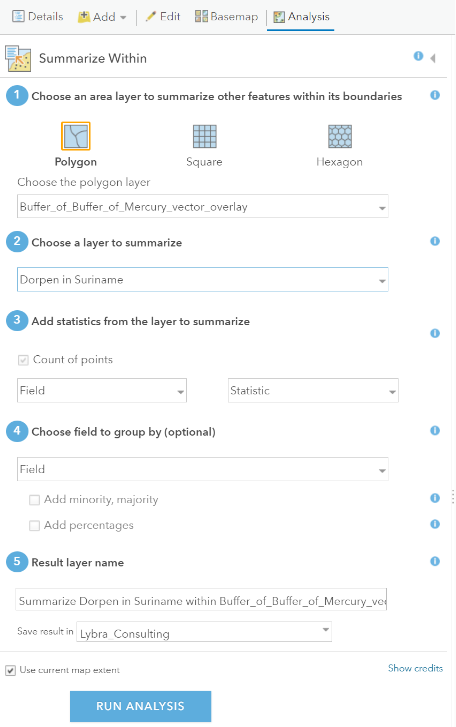 Details Add Edit Basemap Analysis
Summarize Within
1 Choose an area layer to summarize other features within its boundaries
Polygon Square Hexagon
Choose the polygon layer
Buffer_of_Buffer_of_Mercury_vector_overlay
2 Choose a layer to summarize
Dorpen in Suriname
3 Add statistics from the layer to summarize
Count of points
Field Statistic
4 Choose field to group by (optional)
Field
Add minority, majority
Add percentages
5 Result layer name
Summarize Dorpen in Suriname within Buffer_of_Buffer_of_Mercury_vec
Save result in Lybra_Consulting
Use current map extent Show credits
RUN ANALYSIS